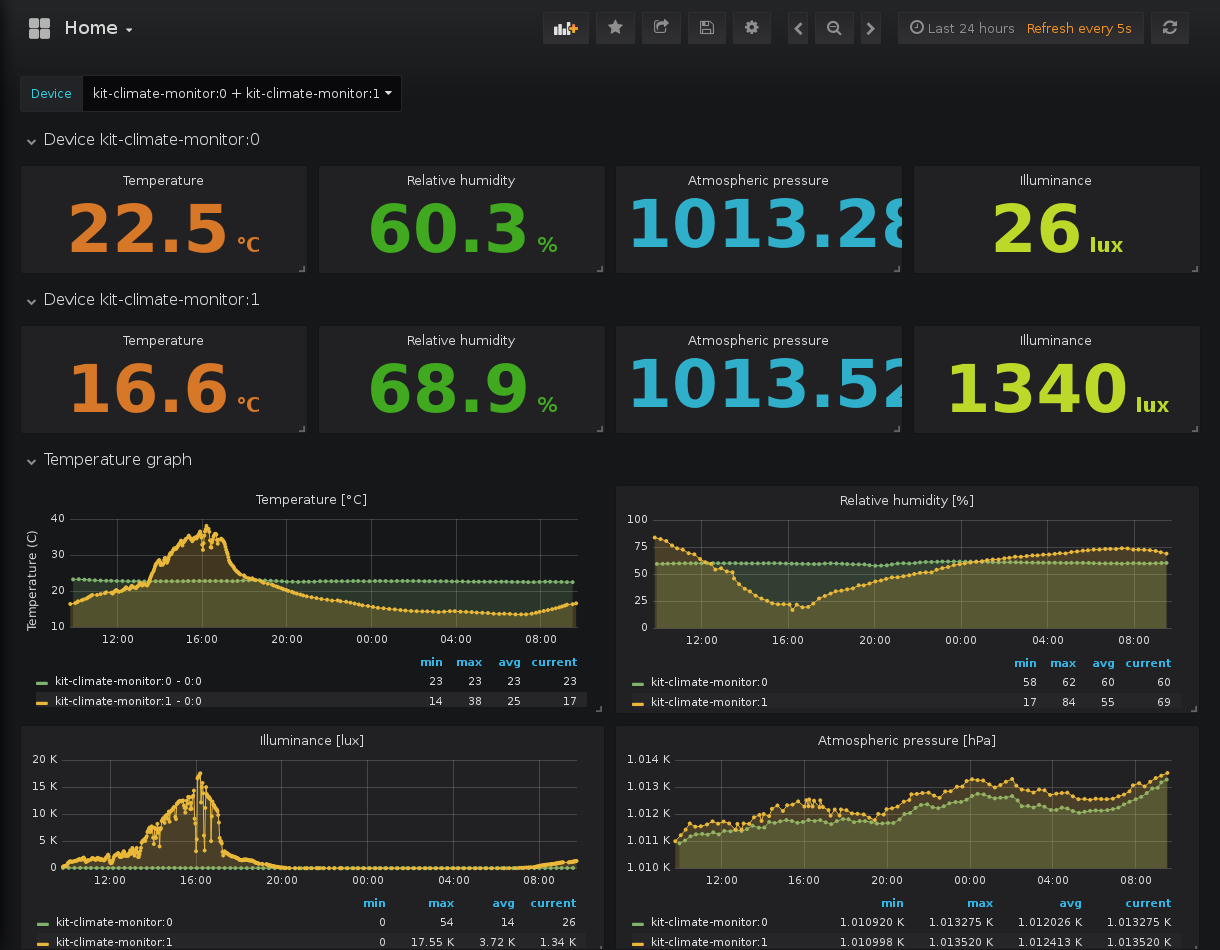 Home
Last 24 hours Refresh every 5s
Device kit-climate-monitor:0 + kit-climate-monitor:1
Device kit-climate-monitor:0
Temperature Relative humidity Atmospheric pressure Illuminance
22.5 °C 60.3 % 1013.28 26 lux
Device kit-climate-monitor:1
Temperature Relative humidity Atmospheric pressure Illuminance
16.6 °C 68.9 % 1013.52 1340 lux
Temperature graph
Temperature [°C]
Temperature (C)
40
30
20
10
12:00 16:00 20:00 00:00 04:00 08:00
min max avg current
kit-climate-monitor:0 - 0:0 23 23 23 23
kit-climate-monitor:1 - 0:0 14 38 25 17
Relative humidity [%]
100
75
50
25
0
12:00 16:00 20:00 00:00 04:00 08:00
min max avg current
kit-climate-monitor:0 58 62 60 60
kit-climate-monitor:1 17 84 55 69
Illuminance [lux]
20 K
15 K
10 K
5 K
0
12:00 16:00 20:00 00:00 04:00 08:00
min max avg current
kit-climate-monitor:0 0 54 14 26
kit-climate-monitor:1 0 17.55 K 3.72 K 1.34 K
Atmospheric pressure [hPa]
1.014 K
1.013 K
1.012 K
1.011 K
1.010 K
12:00 16:00 20:00 00:00 04:00 08:00
min max avg current
kit-climate-monitor:0 1.010920 K 1.013275 K 1.012026 K 1.013275 K
kit-climate-monitor:1 1.010998 K 1.013520 K 1.012413 K 1.013520 K